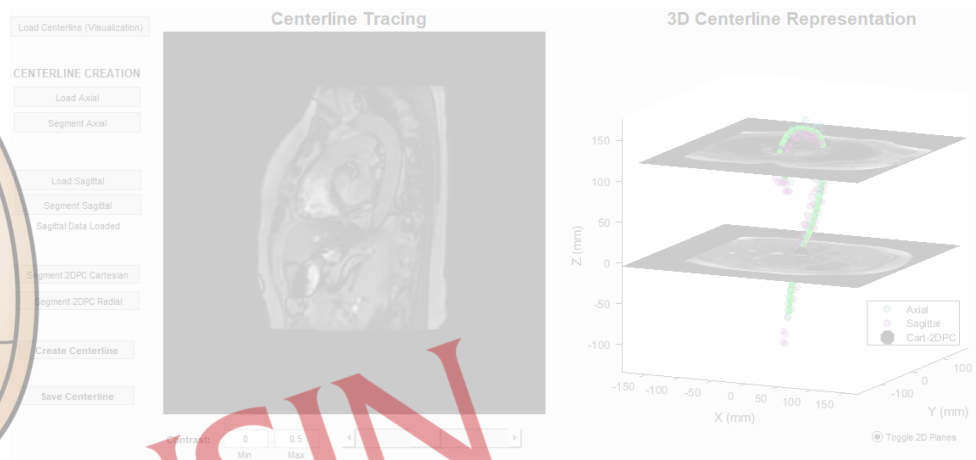 Centerline Tracing
3D Centerline Representation
Load Centerline (Visualization)
CENTERLINE CREATION
Load Axial
Segment Axial
Load Sagittal
Segment Sagittal
Sagittal Data Loaded
Segment 2DPC Cartesian
Segment 2DPC Radial
Create Centerline
Save Centerline
Contrast:
0
0.5
Min
Max
150
100
50
0
-50
-100
Z (mm)
-150
-100
-50
0
50
100
150
X (mm)
-100
0
100
Y (mm)
Axial
Sagittal
Cart-2DPC
Toggle 2D Planes